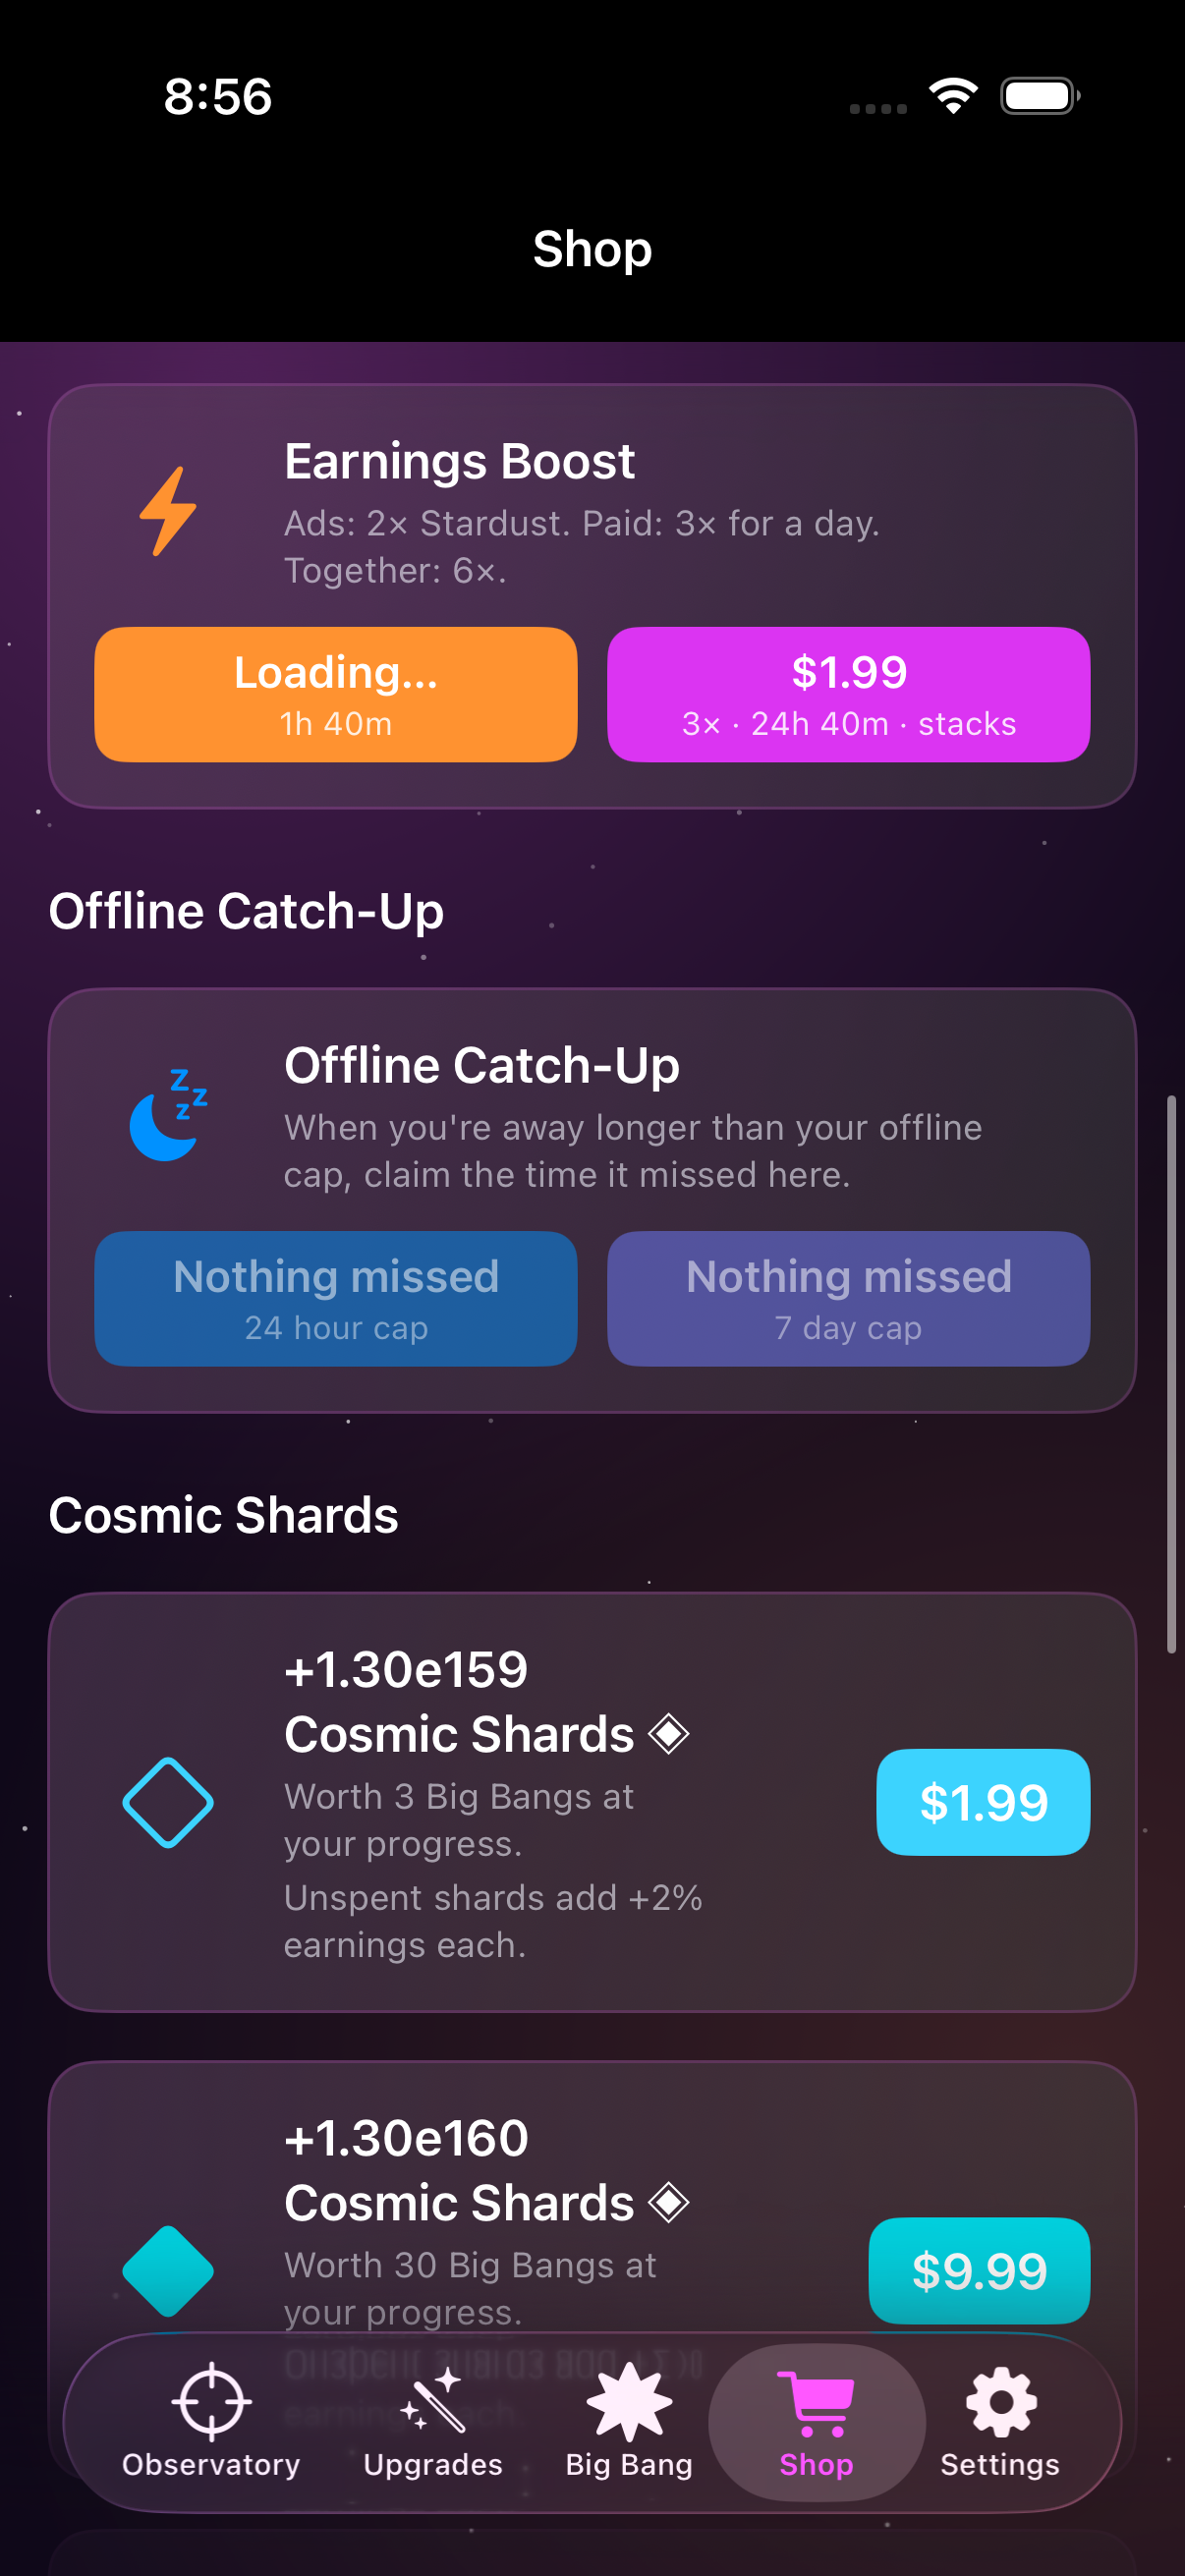 8:56
Shop
Earnings Boost
Ads: 2× Stardust. Paid: 3× for a day.
Together: 6×.
Loading...
1h 40m
$1.99
3× · 24h 40m · stacks
Offline Catch-Up
Offline Catch-Up
When you're away longer than your offline
cap, claim the time it missed here.
Nothing missed
24 hour cap
Nothing missed
7 day cap
Cosmic Shards
+1.30e159
Cosmic Shards
Worth 3 Big Bangs at
your progress.
Unspent shards add +2%
earnings each.
$1.99
+1.30e160
Cosmic Shards
Worth 30 Big Bangs at
your progress.
$9.99
Observatory
Upgrades
Big Bang
Shop
Settings